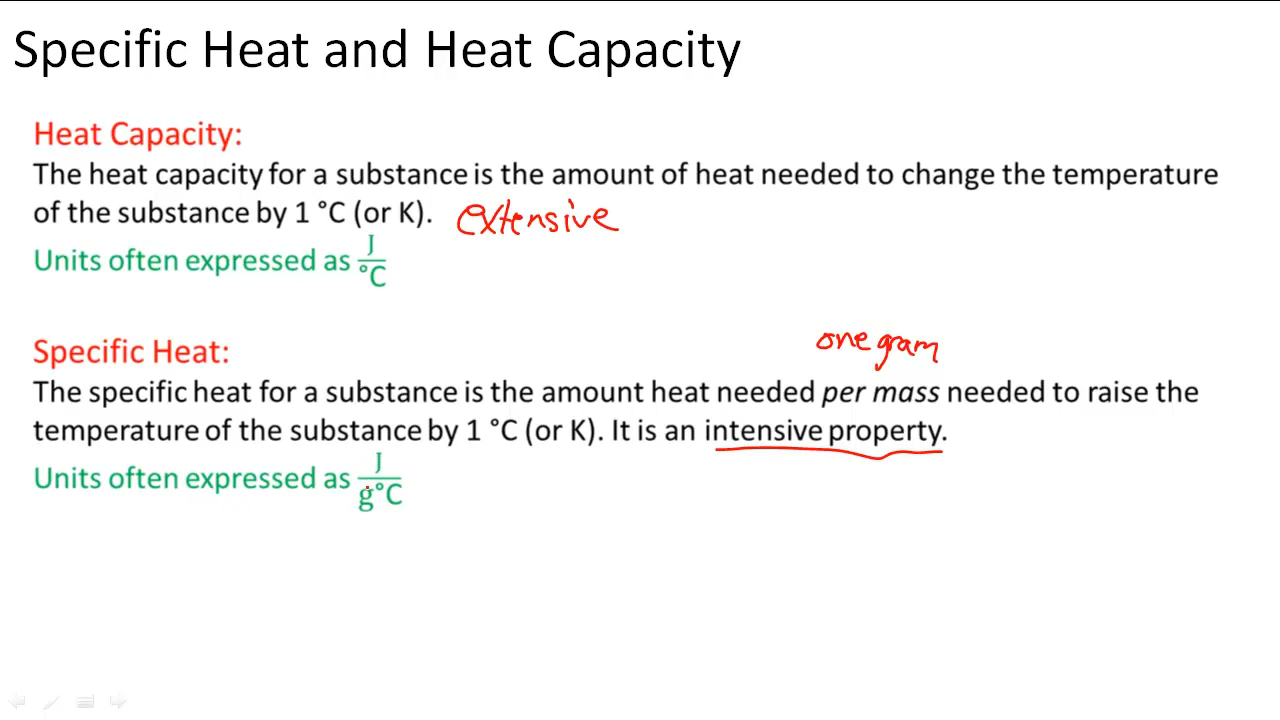 Specific Heat and Heat Capacity
Heat Capacity:
The heat capacity for a substance is the amount of heat needed to change the temperature
of the substance by 1 °C (or K). extensive
Units often expressed as J/°C
Specific Heat:
one gram
The specific heat for a substance is the amount heat needed per mass needed to raise the
temperature of the substance by 1 °C (or K). It is an intensive property.
Units often expressed as J/g°C